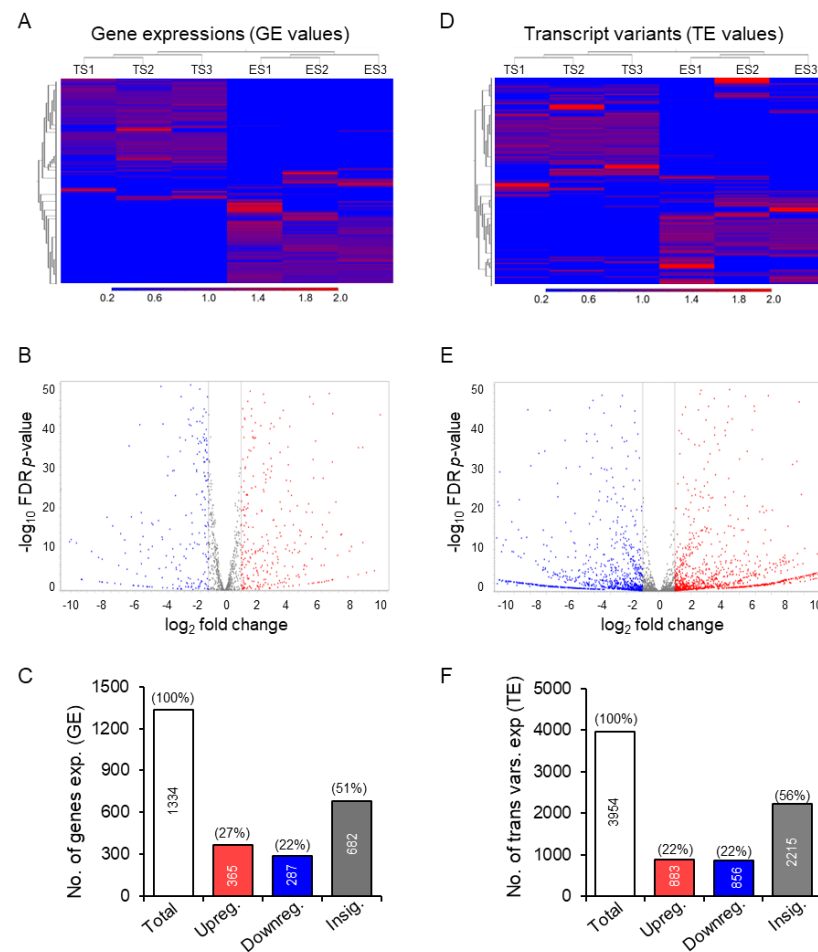 A
Gene expressions (GE values)
TS1 TS2 TS3 ES1 ES2 ES3
0.2 0.6 1.0 1.4 1.8 2.0
B
-log10 FDR p-value
50
40
30
20
10
0
-10 -8 -6 -4 -2 0 2 4 6 8 10
log2 fold change
C
No. of genes exp. (GE)
1500
1200
900
600
300
0
(100%)
1334
(27%)
365
(22%)
287
(51%)
682
Total Upreg. Downreg. Insig.
D
Transcript variants (TE values)
TS1 TS2 TS3 ES1 ES2 ES3
0.2 0.6 1.0 1.4 1.8 2.0
E
-log10 FDR p-value
50
40
30
20
10
0
-10 -8 -6 -4 -2 0 2 4 6 8 10
log2 fold change
F
No. of trans vars. exp (TE)
5000
4000
3000
2000
1000
0
(100%)
3954
(22%)
883
(22%)
856
(56%)
2215
Total Upreg. Downreg. Insig.